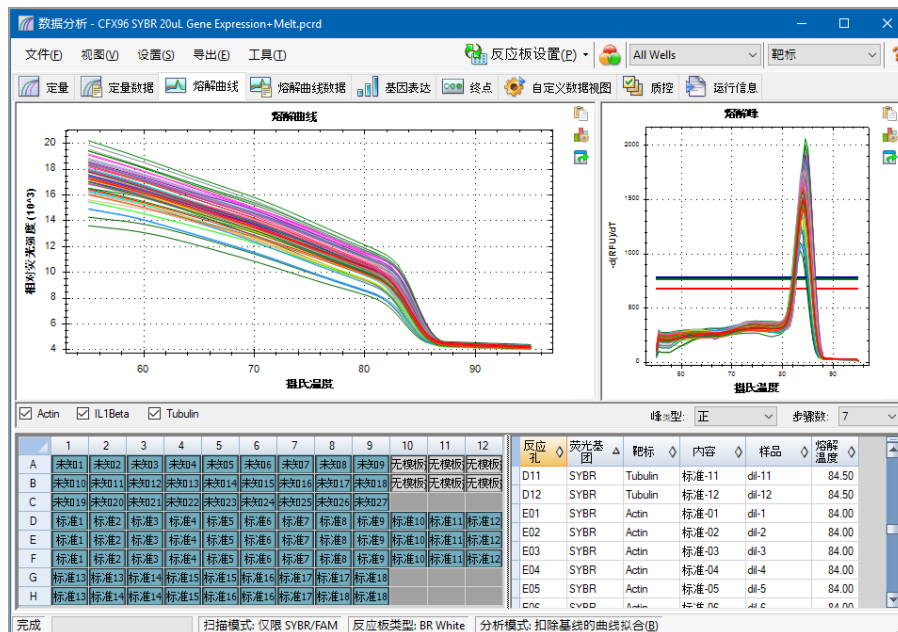 数据分析 - CFX96 SYBR 20uL Gene Expression+Melt.pcrd
文件(F) 视图(V) 设置(S) 导出(E) 工具(T) 反应板设置(P) All Wells 靶标
定量 定量数据 熔解曲线 熔解曲线数据 基因表达 终点 自定义数据视图 质控 运行信息
熔解曲线
相对荧光强度 (10^3)
20
18
16
14
12
10
8
6
4
60 70 80 90
摄氏温度
熔解峰
-d(RFU)/dT
2000
1500
1000
500
0
60 70 80 90
摄氏温度
Actin IL1Beta Tubulin 峰类型: 正 步骤数: 7
1 2 3 4 5 6 7 8 9 10 11 12
A 未知01 未知02 未知03 未知04 未知05 未知06 未知07 未知08 未知09 无模板 无模板 无模板
B 未知10 未知11 未知12 未知13 未知14 未知15 未知16 未知17 未知18 无模板 无模板 无模板
C 未知19 未知20 未知21 未知22 未知23 未知24 未知25 未知26 未知27
D 标准1 标准2 标准3 标准4 标准5 标准6 标准7 标准8 标准9 标准10 标准11 标准12
E 标准1 标准2 标准3 标准4 标准5 标准6 标准7 标准8 标准9 标准10 标准11 标准12
F 标准1 标准2 标准3 标准4 标准5 标准6 标准7 标准8 标准9 标准10 标准11 标准12
G 标准13 标准13 标准14 标准15 标准16 标准17 标准17 标准18
H 标准13 标准14 标准14 标准15 标准16 标准17 标准18 标准18
反应孔 荧光基团 靶标 内容 样品 熔解温度
D11 SYBR Tubulin 标准-11 dil-11 84.50
D12 SYBR Tubulin 标准-12 dil-12 84.50
E01 SYBR Actin 标准-01 dil-1 84.00
E02 SYBR Actin 标准-02 dil-2 84.00
E03 SYBR Actin 标准-03 dil-3 84.00
E04 SYBR Actin 标准-04 dil-4 84.00
E05 SYBR Actin 标准-05 dil-5 84.00
E06 SYBR Actin 标准-06 dil-6 84.00
完成 扫描模式: 仅限 SYBR/FAM 反应板类型: BR White 分析模式: 扣除基线的曲线拟合(B)